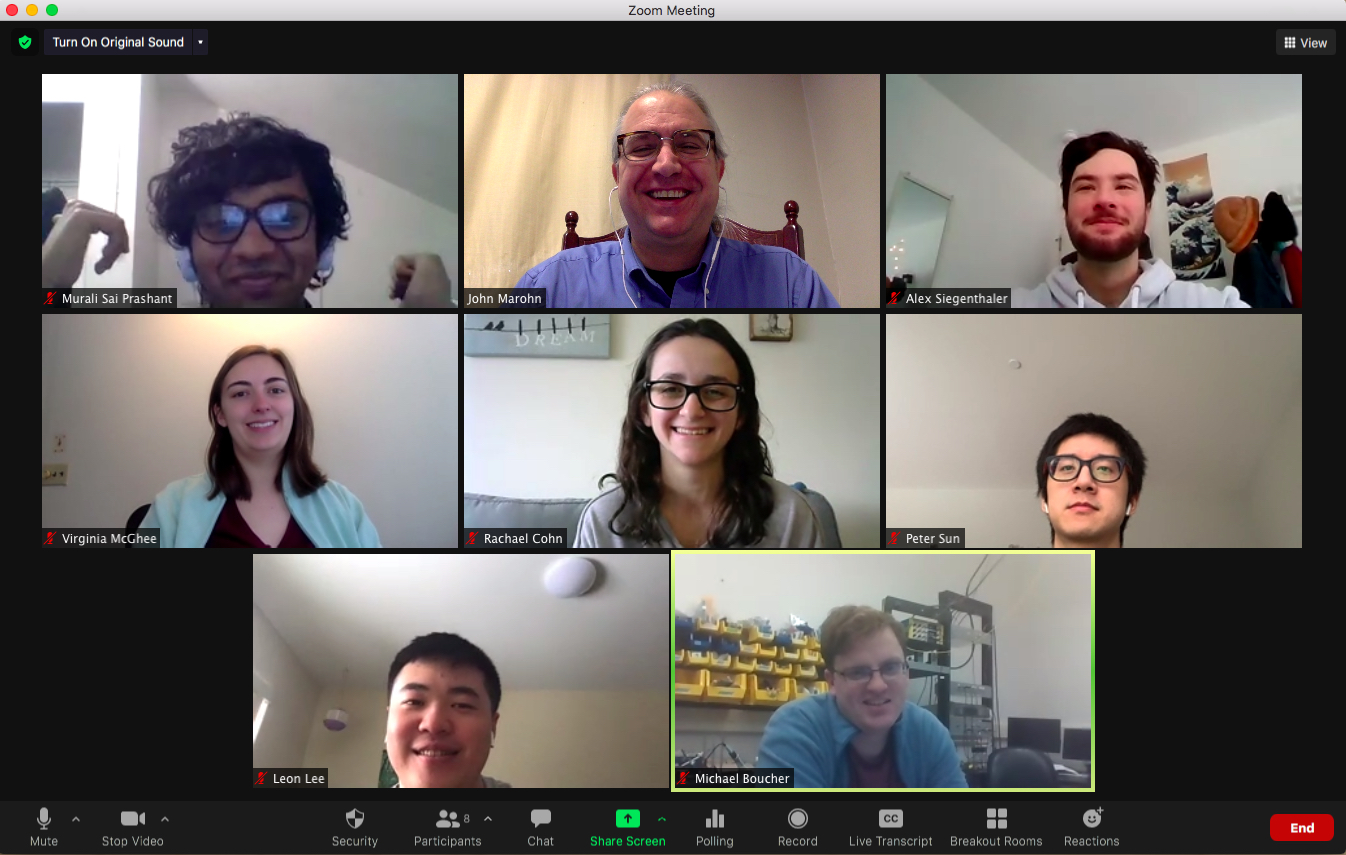 Zoom Meeting
Turn On Original Sound
View
Murali Sai Prashant
John Marohn
Alex Siegenthaler
DREAM
Virginia McGhee
Rachael Cohn
Peter Sun
Leon Lee
Michael Boucher
8
CC
Mute
Stop Video
Security
Participants
Chat
Share Screen
Polling
Record
Live Transcript
Breakout Rooms
Reactions
End